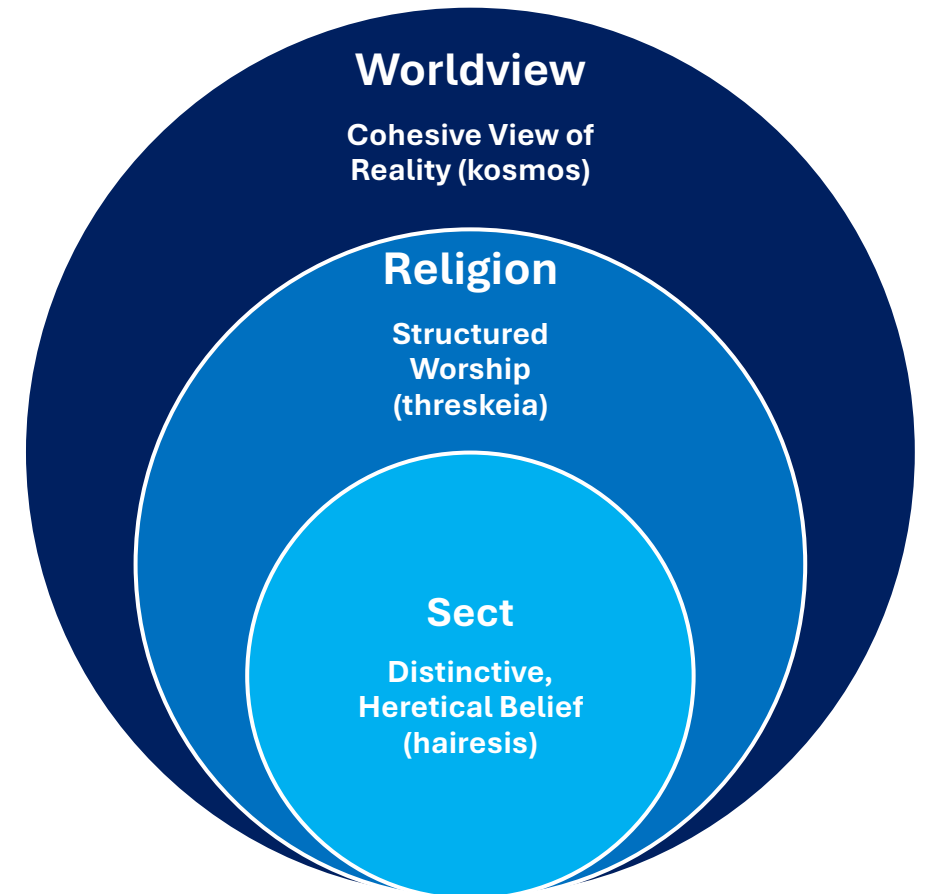 Worldview
Cohesive View of
Reality (kosmos)
Religion
Structured
Worship
(threskeia)
Sect
Distinctive,
Heretical Belief
(hairesis)